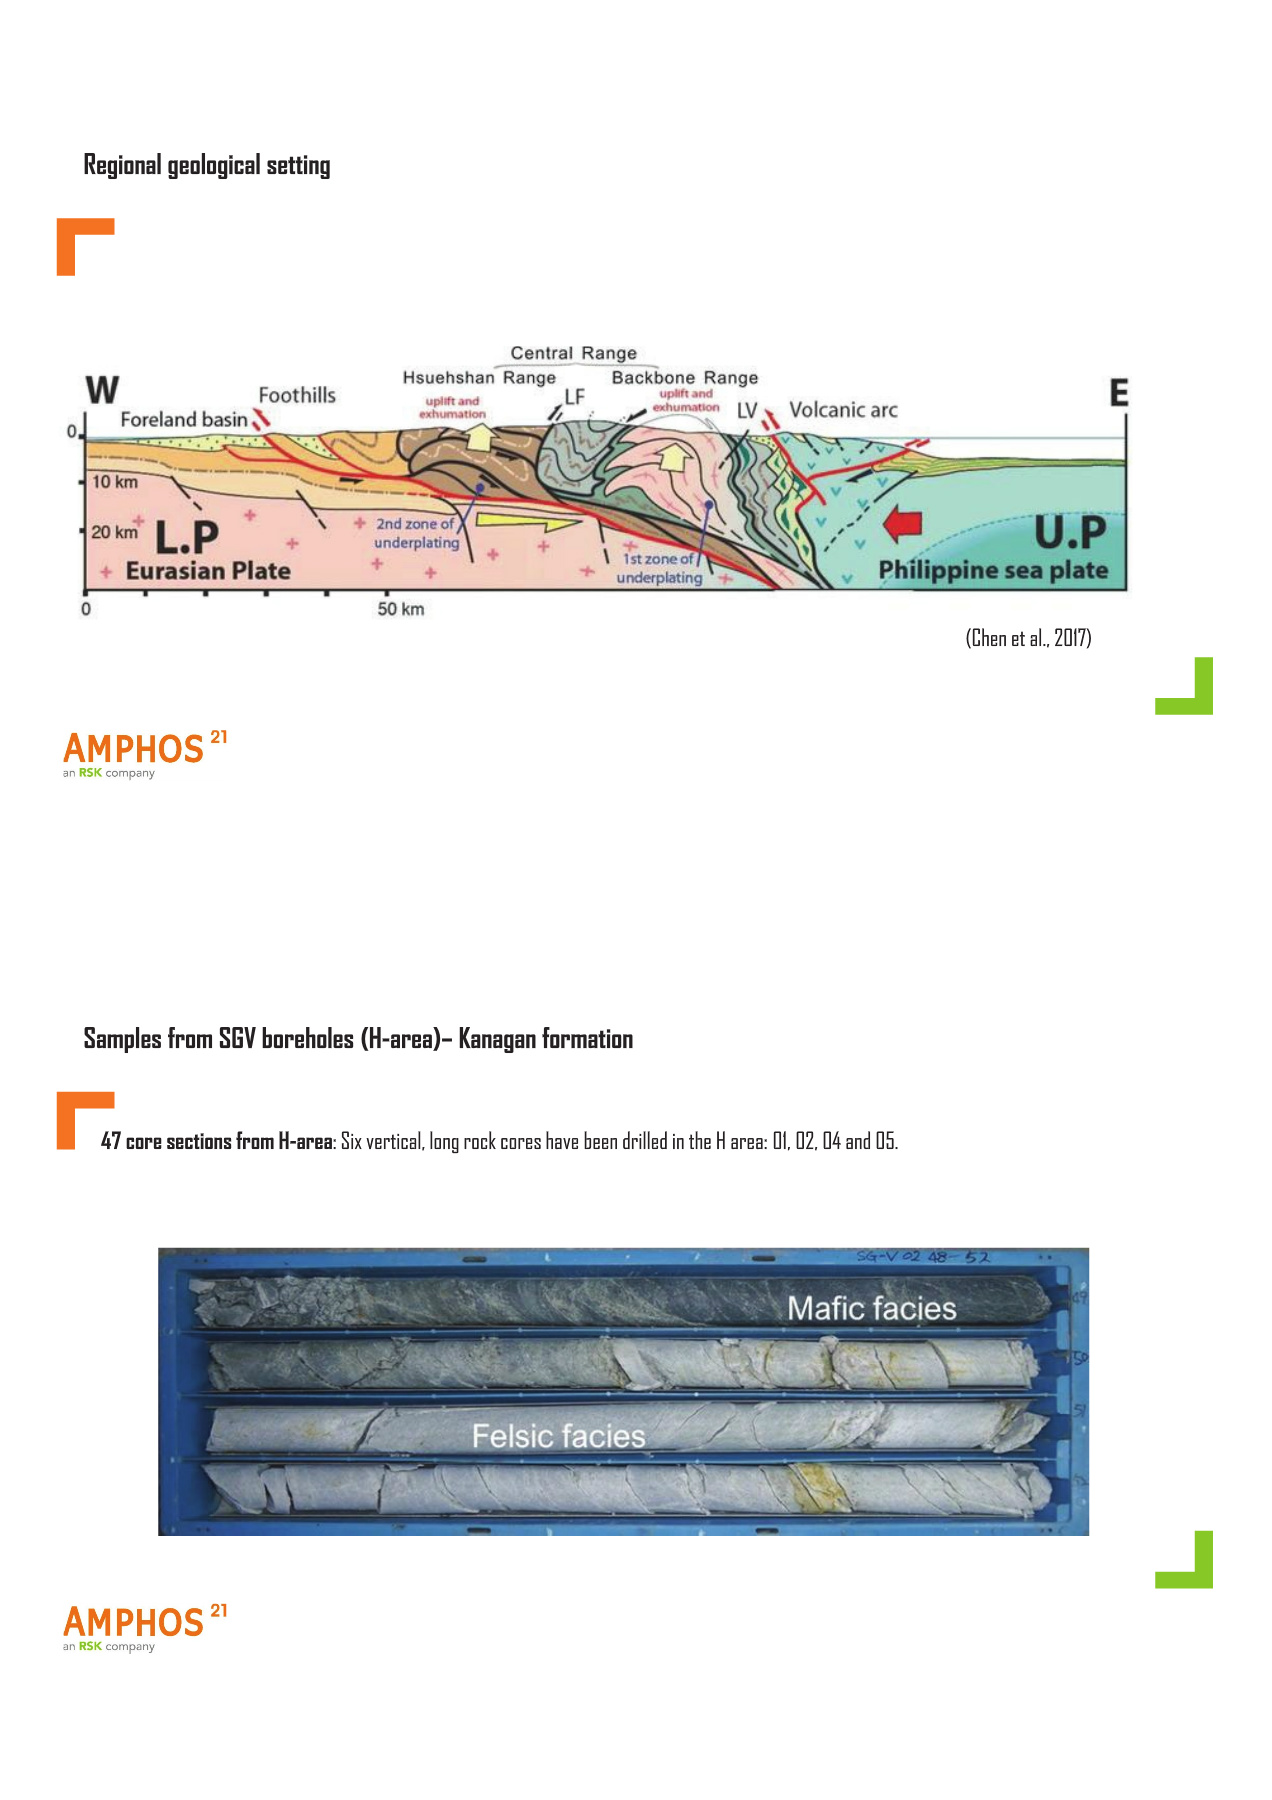 Regional geological setting
Central Range
Hsuehshan Range
Backbone Range
W
E
Foothills
uplift and
exhumation
LF
uplift and
exhumation
LV
Volcanic arc
Foreland basin
0
10 km
20 km
L.P
Eurasian Plate
2nd zone of
underplating
1st zone of
underplating
U.P
Philippine sea plate
0
50 km
(Chen et al., 2017)
AMPHOS 21
an RSK company
Samples from SGV boreholes (H-area)– Kanagan formation
47 core sections from H-area: Six vertical, long rock cores have been drilled in the H area: 01, 02, 04 and 05.
SG-V 02 48-52
49
Mafic facies
50
51
Felsic facies
52
AMPHOS 21
an RSK company